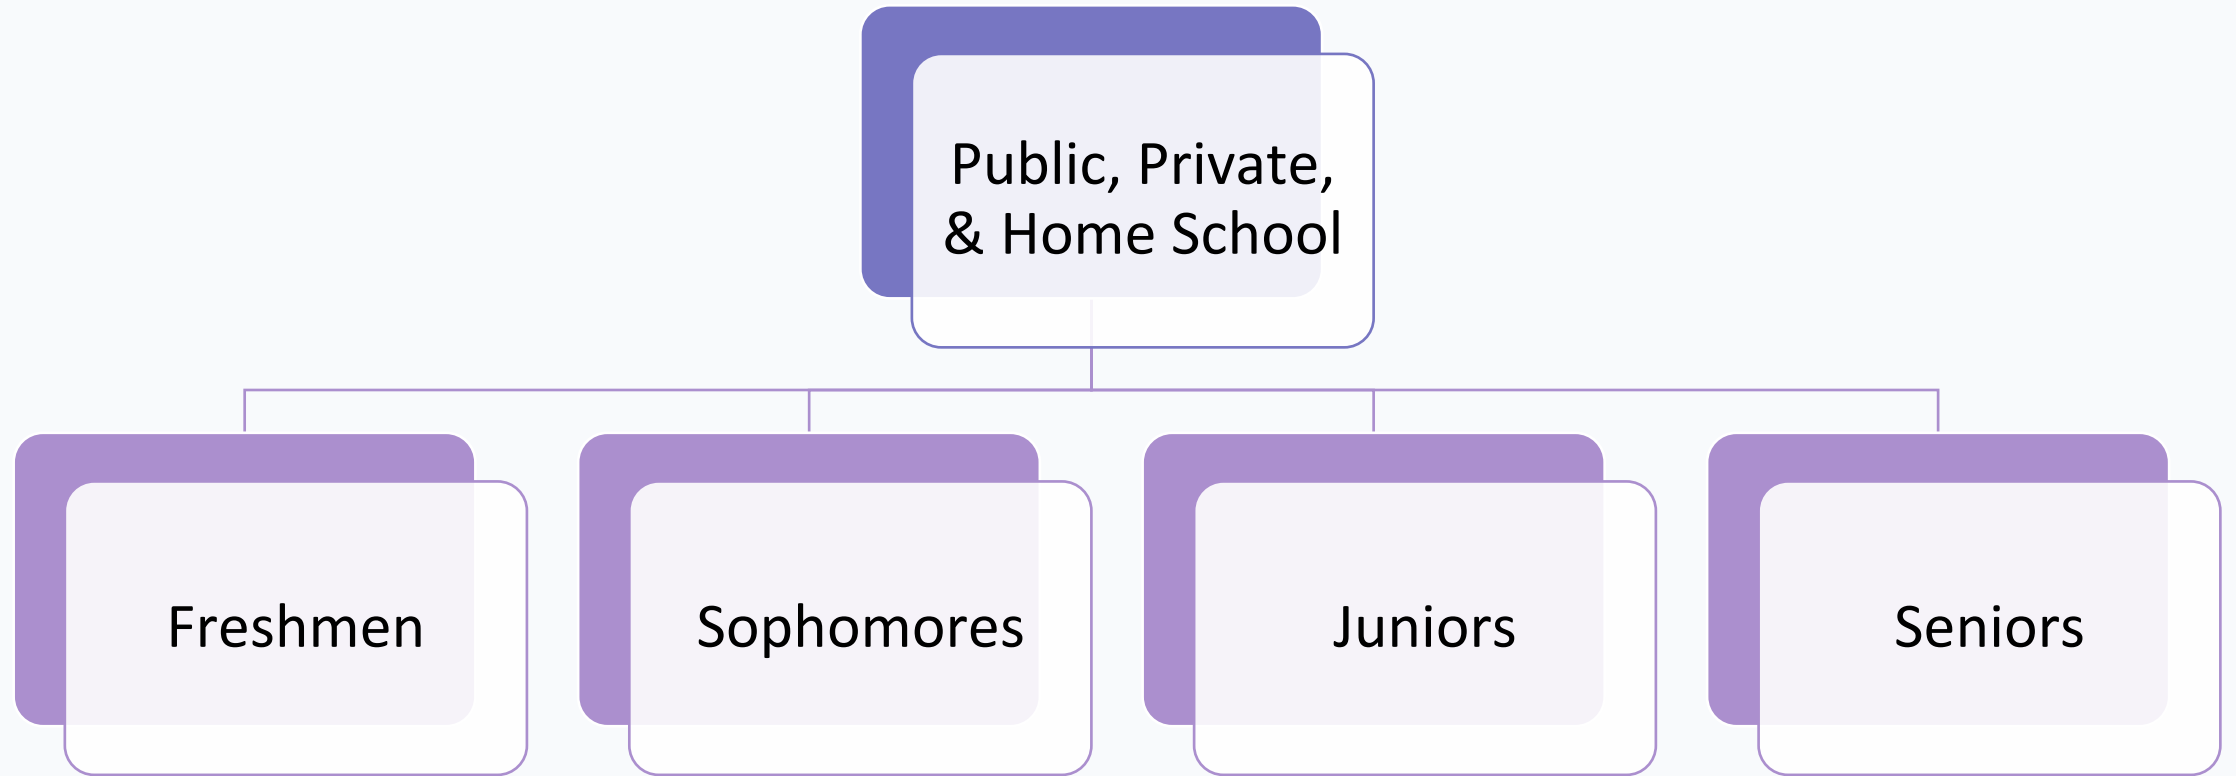 Public, Private,
& Home School
Freshmen
Sophomores
Juniors
Seniors